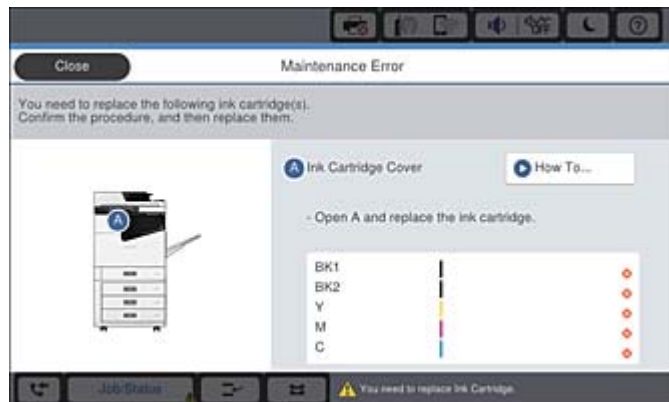 OFF
Close
Maintenance Error
You need to replace the following ink cartridge(s).
Confirm the procedure, and then replace them.
A Ink Cartridge Cover
How To...
A
- Open A and replace the ink cartridge.
BK1
BK2
Y
M
C
Job/Status
You need to replace Ink Cartridge.